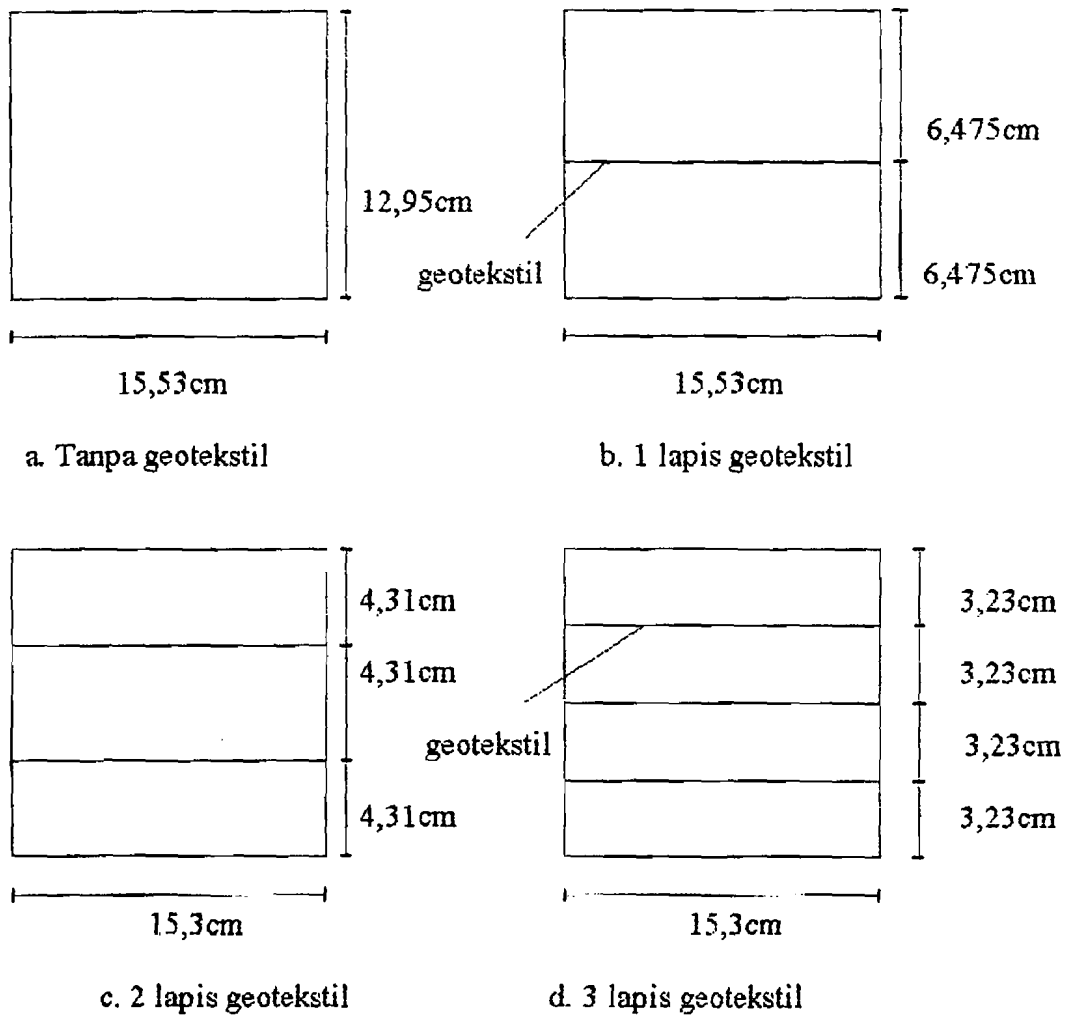 12,95cm
15,53cm
a. Tanpa geotekstil
6,475cm
geotekstil
6,475cm
15,53cm
b. 1 lapis geotekstil
4,31cm
4,31cm
4,31cm
15,3cm
c. 2 lapis geotekstil
3,23cm
3,23cm
geotekstil
3,23cm
3,23cm
15,3cm
d. 3 lapis geotekstil